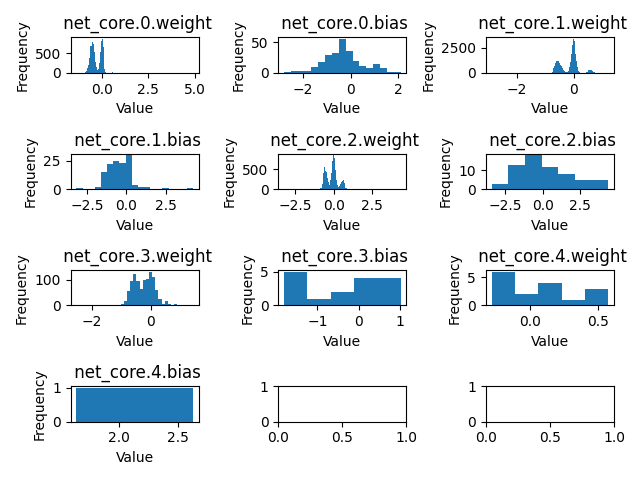 net_core.0.weight net_core.0.bias net_core.1.weight
Frequency 500 0 0.0 2.5 5.0 Value
Frequency 50 0 −2 0 2 Value
Frequency 2500 0 −2 0 Value
net_core.1.bias net_core.2.weight net_core.2.bias
Frequency 25 0 −2.5 0.0 2.5 Value
Frequency 500 0 −2.5 0.0 2.5 Value
Frequency 10 0 −2.5 0.0 2.5 Value
net_core.3.weight net_core.3.bias net_core.4.weight
Frequency 100 0 −2 0 Value
Frequency 5 0 −1 0 1 Value
Frequency 5 0 0.0 0.5 Value
net_core.4.bias
Frequency 1 0 2.0 2.5 Value
1 0 0.0 0.5 1.0
1 0 0.0 0.5 1.0